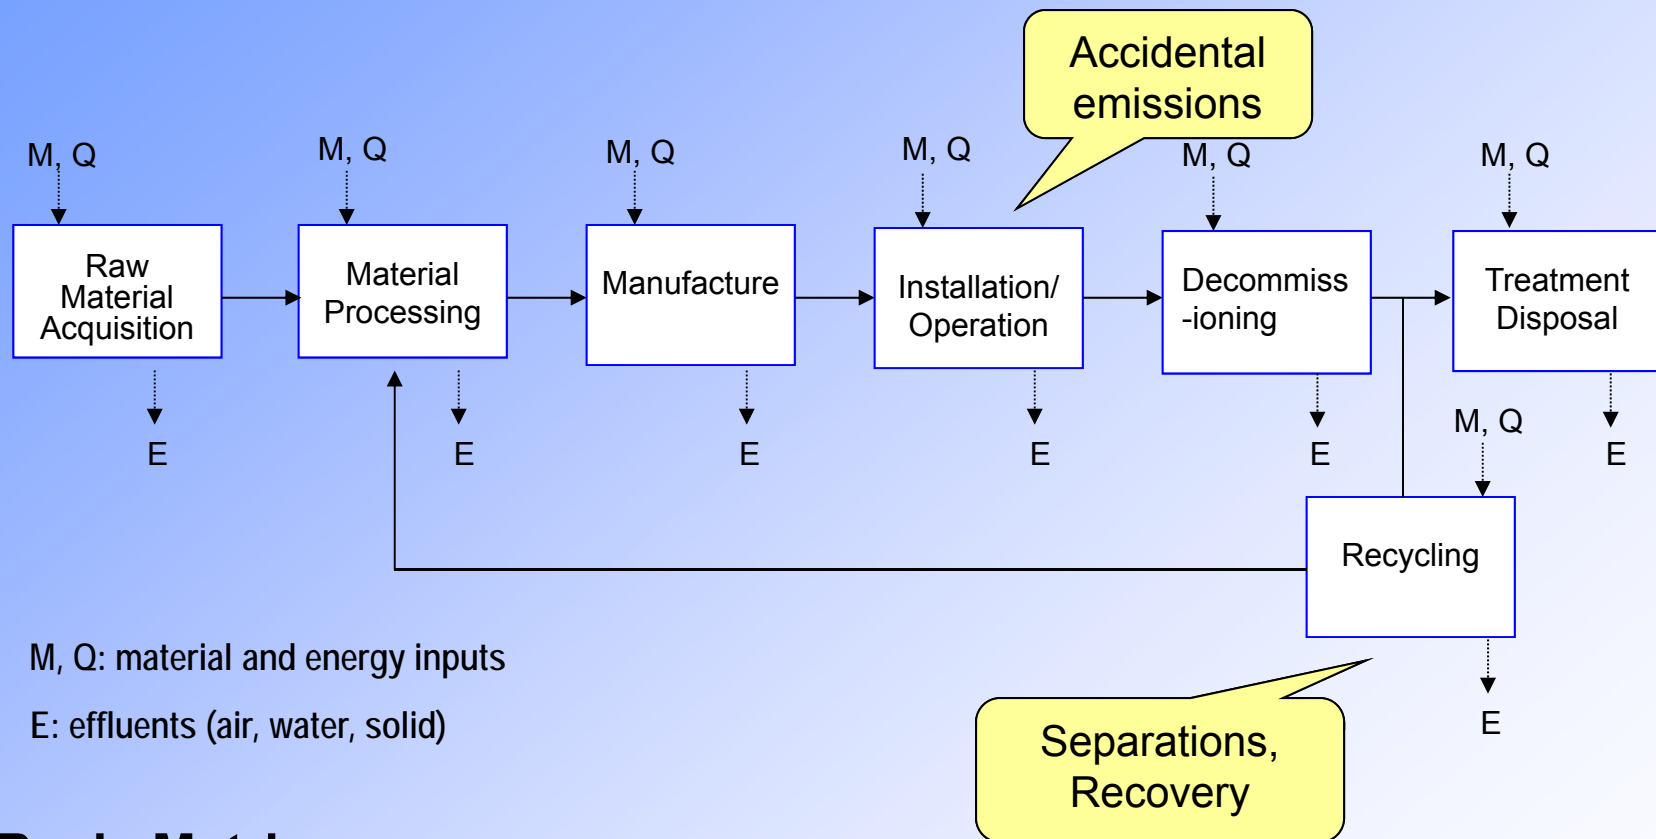 Accidental
emissions
M, Q
M, Q
M, Q
M, Q
M, Q
M, Q
Raw
Material
Acquisition
Material
Processing
Manufacture
Installation/
Operation
Decommiss
-ioning
Treatment
Disposal
E
E
E
E
E
E
M, Q
Recycling
E
M, Q: material and energy inputs
E: effluents (air, water, solid)
Separations,
Recovery